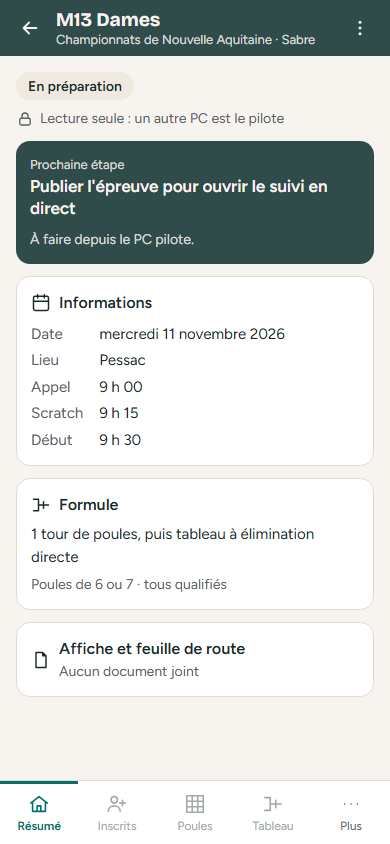 M13 Dames
Championnats de Nouvelle Aquitaine · Sabre
En préparation
Lecture seule : un autre PC est le pilote
Prochaine étape
Publier l'épreuve pour ouvrir le suivi en
direct
À faire depuis le PC pilote.
Informations
Date mercredi 11 novembre 2026
Lieu Pessac
Appel 9 h 00
Scratch 9 h 15
Début 9 h 30
Formule
1 tour de poules, puis tableau à élimination
directe
Poules de 6 ou 7 · tous qualifiés
Affiche et feuille de route
Aucun document joint
Résumé Inscrits Poules Tableau Plus